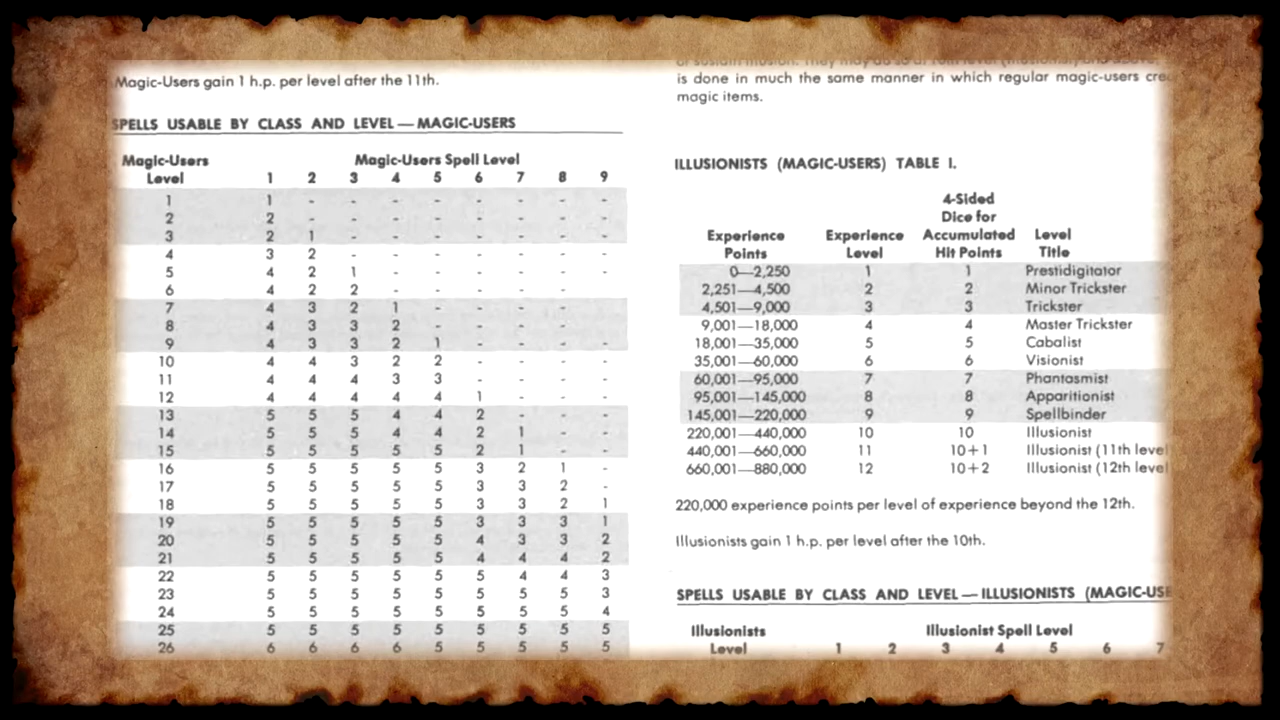 Magic-Users gain 1 h.p. per level after the 11th.
SPELLS USABLE BY CLASS AND LEVEL — MAGIC-USERS
Magic-Users Magic-Users Spell Level
Level 1 2 3 4 5 6 7 8 9
1 1 - - - - - - - -
2 2 - - - - - - - -
3 2 1 - - - - - - -
4 3 2 - - - - - - -
5 4 2 1 - - - - - -
6 4 2 2 - - - - - -
7 4 3 2 1 - - - - -
8 4 3 3 2 - - - - -
9 4 3 3 2 1 - - - -
10 4 4 3 2 2 - - - -
11 4 4 4 3 3 - - - -
12 4 4 4 4 4 1 - - -
13 5 5 5 4 4 2 - - -
14 5 5 5 4 4 2 1 - -
15 5 5 5 5 5 2 1 - -
16 5 5 5 5 5 3 2 1 -
17 5 5 5 5 5 3 3 2 -
18 5 5 5 5 5 3 3 2 1
19 5 5 5 5 5 3 3 3 1
20 5 5 5 5 5 4 3 3 2
21 5 5 5 5 5 4 4 4 2
22 5 5 5 5 5 5 4 4 3
23 5 5 5 5 5 5 5 5 3
24 5 5 5 5 5 5 5 5 4
25 5 5 5 5 5 5 5 5 5
26 6 6 6 6 5 5 5 5 5
or sustain illusion. They may do so at
is done in much the same manner in which regular magic-users cre
magic items.
ILLUSIONISTS (MAGIC-USERS) TABLE I.
4-Sided
Dice for
Experience Experience Accumulated Level
Points Level Hit Points Title
0—2,250 1 1 Prestidigitator
2,251—4,500 2 2 Minor Trickster
4,501—9,000 3 3 Trickster
9,001—18,000 4 4 Master Trickster
18,001—35,000 5 5 Cabalist
35,001—60,000 6 6 Visionist
60,001—95,000 7 7 Phantasmist
95,001—145,000 8 8 Apparitionist
145,001—220,000 9 9 Spellbinder
220,001—440,000 10 10 Illusionist
440,001—660,000 11 10+1 Illusionist (11th level
660,001—880,000 12 10+2 Illusionist (12th level
220,000 experience points per level of experience beyond the 12th.
Illusionists gain 1 h.p. per level after the 10th.
SPELLS USABLE BY CLASS AND LEVEL — ILLUSIONISTS (MAGIC-USE
Illusionists Illusionist Spell Level
Level 1 2 3 4 5 6 7